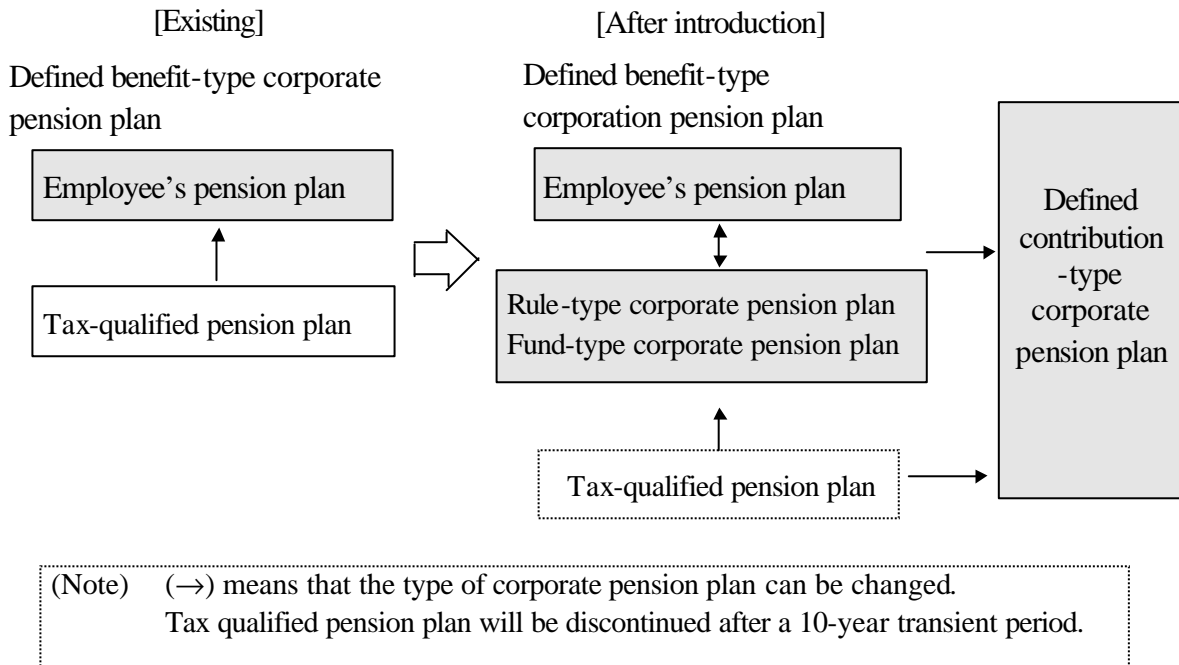 [Existing]
Defined benefit-type corporate
pension plan
Employee's pension plan
Tax-qualified pension plan
[After introduction]
Defined benefit-type
corporation pension plan
Employee's pension plan
Rule-type corporate pension plan
Fund-type corporate pension plan
Tax-qualified pension plan
Defined
contribution
-type
corporate
pension plan
(Note) (→) means that the type of corporate pension plan can be changed.
Tax qualified pension plan will be discontinued after a 10-year transient period.